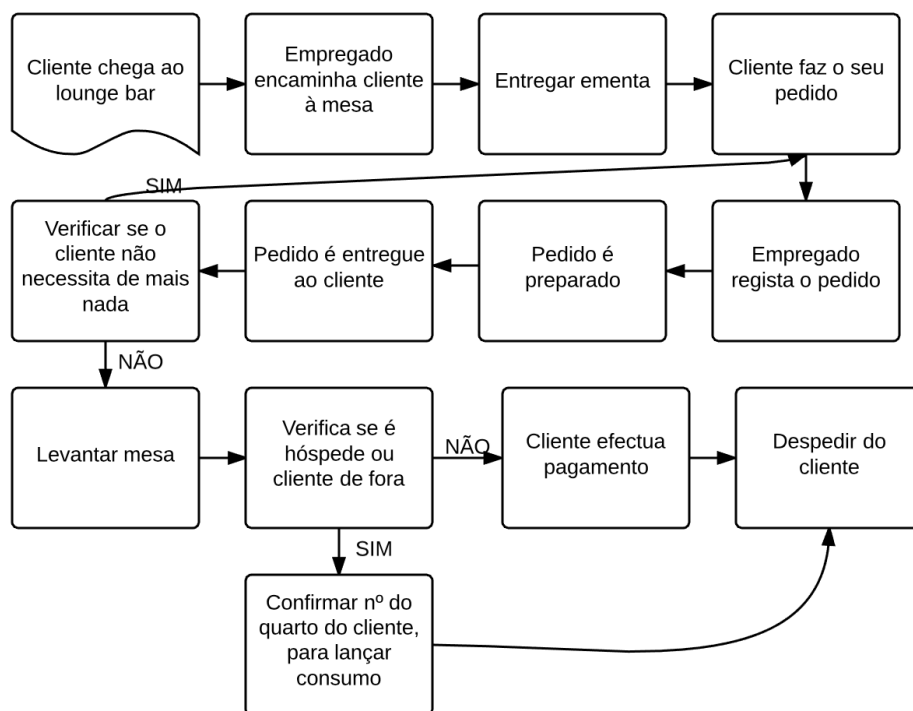 Cliente chega ao
lounge bar
Empregado
encaminha cliente
à mesa
Entregar ementa
Cliente faz o seu
pedido
SIM
Verificar se o
cliente não
necessita de mais
nada
Pedido é entregue
ao cliente
Pedido é
preparado
Empregado
regista o pedido
NÃO
Levantar mesa
Verifica se é
hóspede ou
cliente de fora
NÃO
Cliente efectua
pagamento
Despedir do
cliente
SIM
Confirmar nº do
quarto do cliente,
para lançar
consumo